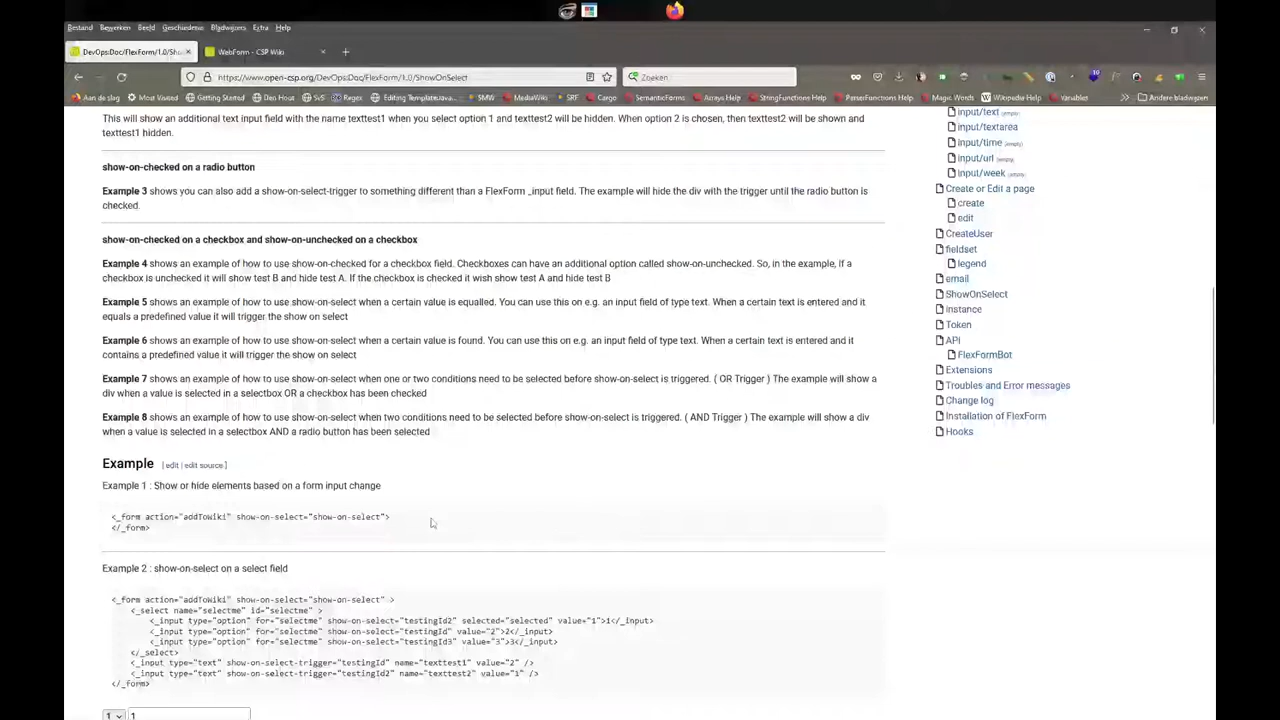 Bestand Bewerken Beeld Geschiedenis Bladwijzers Extra Help
DevOps:Doc/FlexForm/1.0/Sho
WebForm - CSP Wiki
https://www.open-csp.org/DevOps:Doc/FlexForm/1.0/ShowOnSelect
Zoeken
Aan de slag Most Visited Getting Started Den Hout SvS Regex Editing TemplateJava... SMW MediaWiki SRF Cargo SemanticForms Arrays Help StringFunctions Help ParserFunctions Help Magic Words Wikipedia Help Variables Andere bladwijzers
This will show an additional text input field with the name texttest1 when you select option 1 and texttest2 will be hidden. When option 2 is chosen, then texttest2 will be shown and
texttest1 hidden.
show-on-checked on a radio button
Example 3 shows you can also add a show-on-select-trigger to something different than a FlexForm _input field. The example will hide the div with the trigger until the radio button is
checked.
show-on-checked on a checkbox and show-on-unchecked on a checkbox
Example 4 shows an example of how to use show-on-checked for a checkbox field. Checkboxes can have an additional option called show-on-unchecked. So, in the example, if a
checkbox is unchecked it will show test B and hide test A. If the checkbox is checked it wish show test A and hide test B
Example 5 shows an example of how to use show-on-select when a certain value is equalled. You can use this on e.g. an input field of type text. When a certain text is entered and it
equals a predefined value it will trigger the show on select
Example 6 shows an example of how to use show-on-select when a certain value is found. You can use this on e.g. an input field of type text. When a certain text is entered and it
contains a predefined value it will trigger the show on select
Example 7 shows an example of how to use show-on-select when one or two conditions need to be selected before show-on-select is triggered. ( OR Trigger ) The example will show a
div when a value is selected in a selectbox OR a checkbox has been checked
Example 8 shows an example of how to use show-on-select when two conditions need to be selected before show-on-select is triggered. ( AND Trigger ) The example will show a div
when a value is selected in a selectbox AND a radio button has been selected
Example [ edit | edit source ]
Example 1 : Show or hide elements based on a form input change
<_form action="addToWiki" show-on-select="show-on-select">
</_form>
Example 2 : show-on-select on a select field
<_form action="addToWiki" show-on-select="show-on-select" >
<_select name="selectme" id="selectme" >
<_input type="option" for="selectme" show-on-select="testingId2" selected="selected" value="1">1</_input>
<_input type="option" for="selectme" show-on-select="testingId" value="2">2</_input>
<_input type="option" for="selectme" show-on-select="testingId3" value="3">3</_input>
</_select>
<_input type="text" show-on-select-trigger="testingId" name="texttest1" value="2" />
<_input type="text" show-on-select-trigger="testingId2" name="texttest2" value="1" />
</_form>
1 1
input/text (empty)
input/textarea
input/time (empty)
input/url (empty)
input/week (empty)
Create or Edit a page
create
edit
CreateUser
fieldset
legend
email
ShowOnSelect
Instance
Token
API
FlexFormBot
Extensions
Troubles and Error messages
Change log
Installation of FlexForm
Hooks